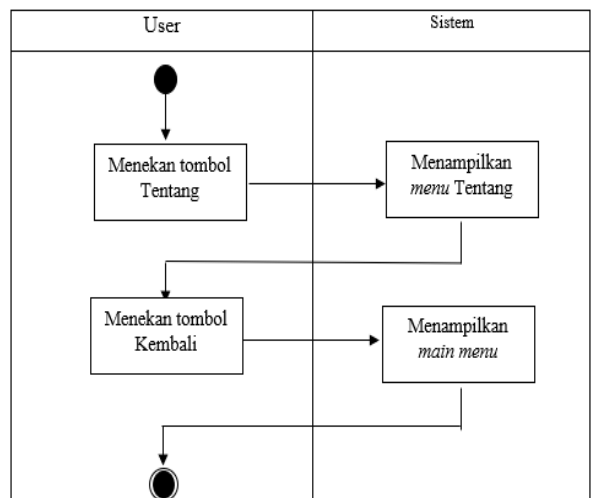 User
Sistem
Menekan tombol
Tentang
Menampilkan
menu Tentang
Menekan tombol
Kembali
Menampilkan
main menu